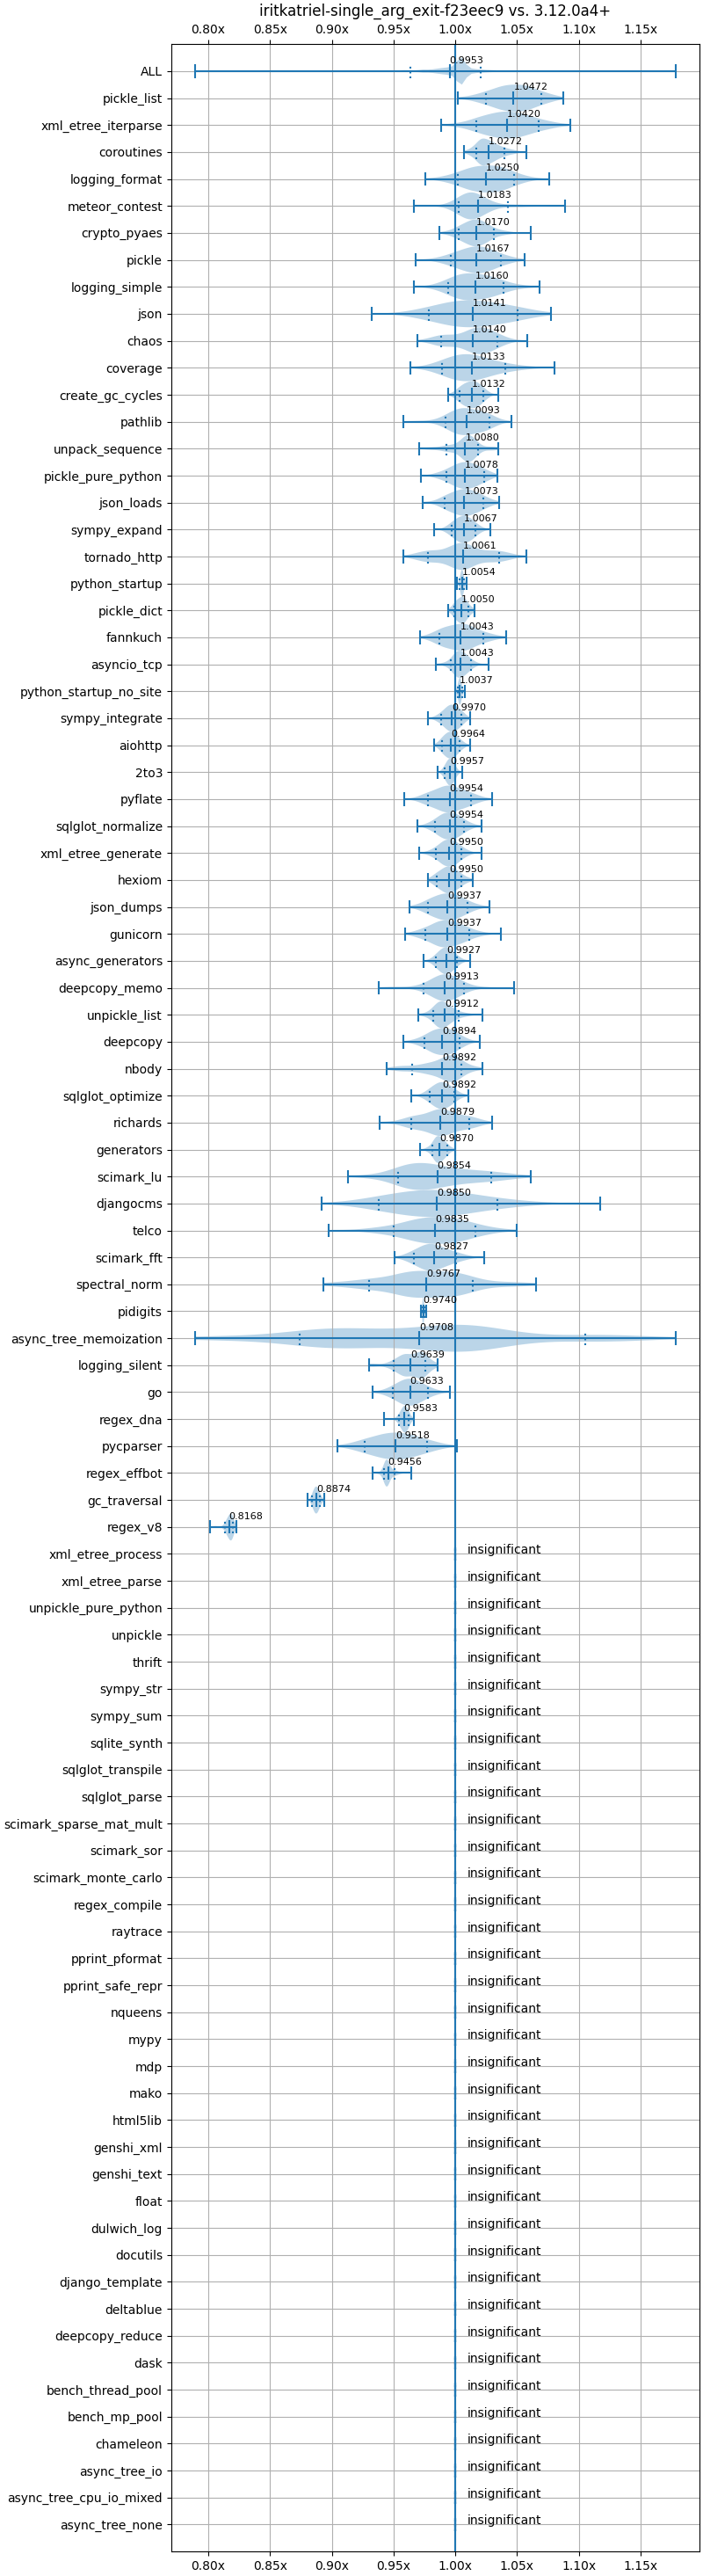 iritkatriel-single_arg_exit-f23eec9 vs. 3.12.0a4+
0.80x 0.85x 0.90x 0.95x 1.00x 1.05x 1.10x 1.15x
ALL 0.9953
pickle_list 1.0472
xml_etree_iterparse 1.0420
coroutines 1.0272
logging_format 1.0250
meteor_contest 1.0183
crypto_pyaes 1.0170
pickle 1.0167
logging_simple 1.0160
json 1.0141
chaos 1.0140
coverage 1.0133
create_gc_cycles 1.0132
pathlib 1.0093
unpack_sequence 1.0080
pickle_pure_python 1.0078
json_loads 1.0073
sympy_expand 1.0067
tornado_http 1.0061
python_startup 1.0054
pickle_dict 1.0050
fannkuch 1.0043
asyncio_tcp 1.0043
python_startup_no_site 1.0037
sympy_integrate 0.9970
aiohttp 0.9964
2to3 0.9957
pyflate 0.9954
sqlglot_normalize 0.9954
xml_etree_generate 0.9950
hexiom 0.9950
json_dumps 0.9937
gunicorn 0.9937
async_generators 0.9927
deepcopy_memo 0.9913
unpickle_list 0.9912
deepcopy 0.9894
nbody 0.9892
sqlglot_optimize 0.9892
richards 0.9879
generators 0.9870
scimark_lu 0.9854
djangocms 0.9850
telco 0.9835
scimark_fft 0.9827
spectral_norm 0.9767
pidigits 0.9740
async_tree_memoization 0.9708
logging_silent 0.9639
go 0.9633
regex_dna 0.9583
pycparser 0.9518
regex_effbot 0.9456
gc_traversal 0.8874
regex_v8 0.8168
xml_etree_process insignificant
xml_etree_parse insignificant
unpickle_pure_python insignificant
unpickle insignificant
thrift insignificant
sympy_str insignificant
sympy_sum insignificant
sqlite_synth insignificant
sqlglot_transpile insignificant
sqlglot_parse insignificant
scimark_sparse_mat_mult insignificant
scimark_sor insignificant
scimark_monte_carlo insignificant
regex_compile insignificant
raytrace insignificant
pprint_pformat insignificant
pprint_safe_repr insignificant
nqueens insignificant
mypy insignificant
mdp insignificant
mako insignificant
html5lib insignificant
genshi_xml insignificant
genshi_text insignificant
float insignificant
dulwich_log insignificant
docutils insignificant
django_template insignificant
deltablue insignificant
deepcopy_reduce insignificant
dask insignificant
bench_thread_pool insignificant
bench_mp_pool insignificant
chameleon insignificant
async_tree_io insignificant
async_tree_cpu_io_mixed insignificant
async_tree_none insignificant
0.80x 0.85x 0.90x 0.95x 1.00x 1.05x 1.10x 1.15x